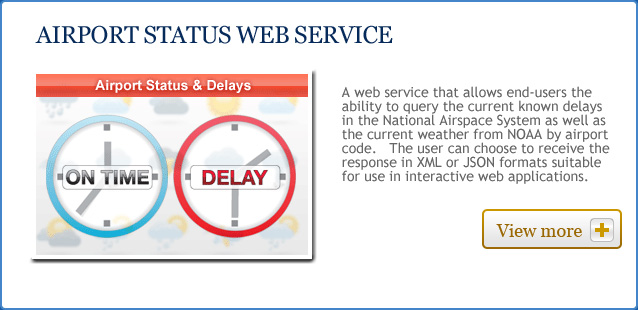 AIRPORT STATUS WEB SERVICE
Airport Status & Delays
ON TIME
DELAY
A web service that allows end-users the
ability to query the current known delays
in the National Airspace System as well as
the current weather from NOAA by airport
code.   The user can choose to receive the
response in XML or JSON formats suitable
for use in interactive web applications.
View more